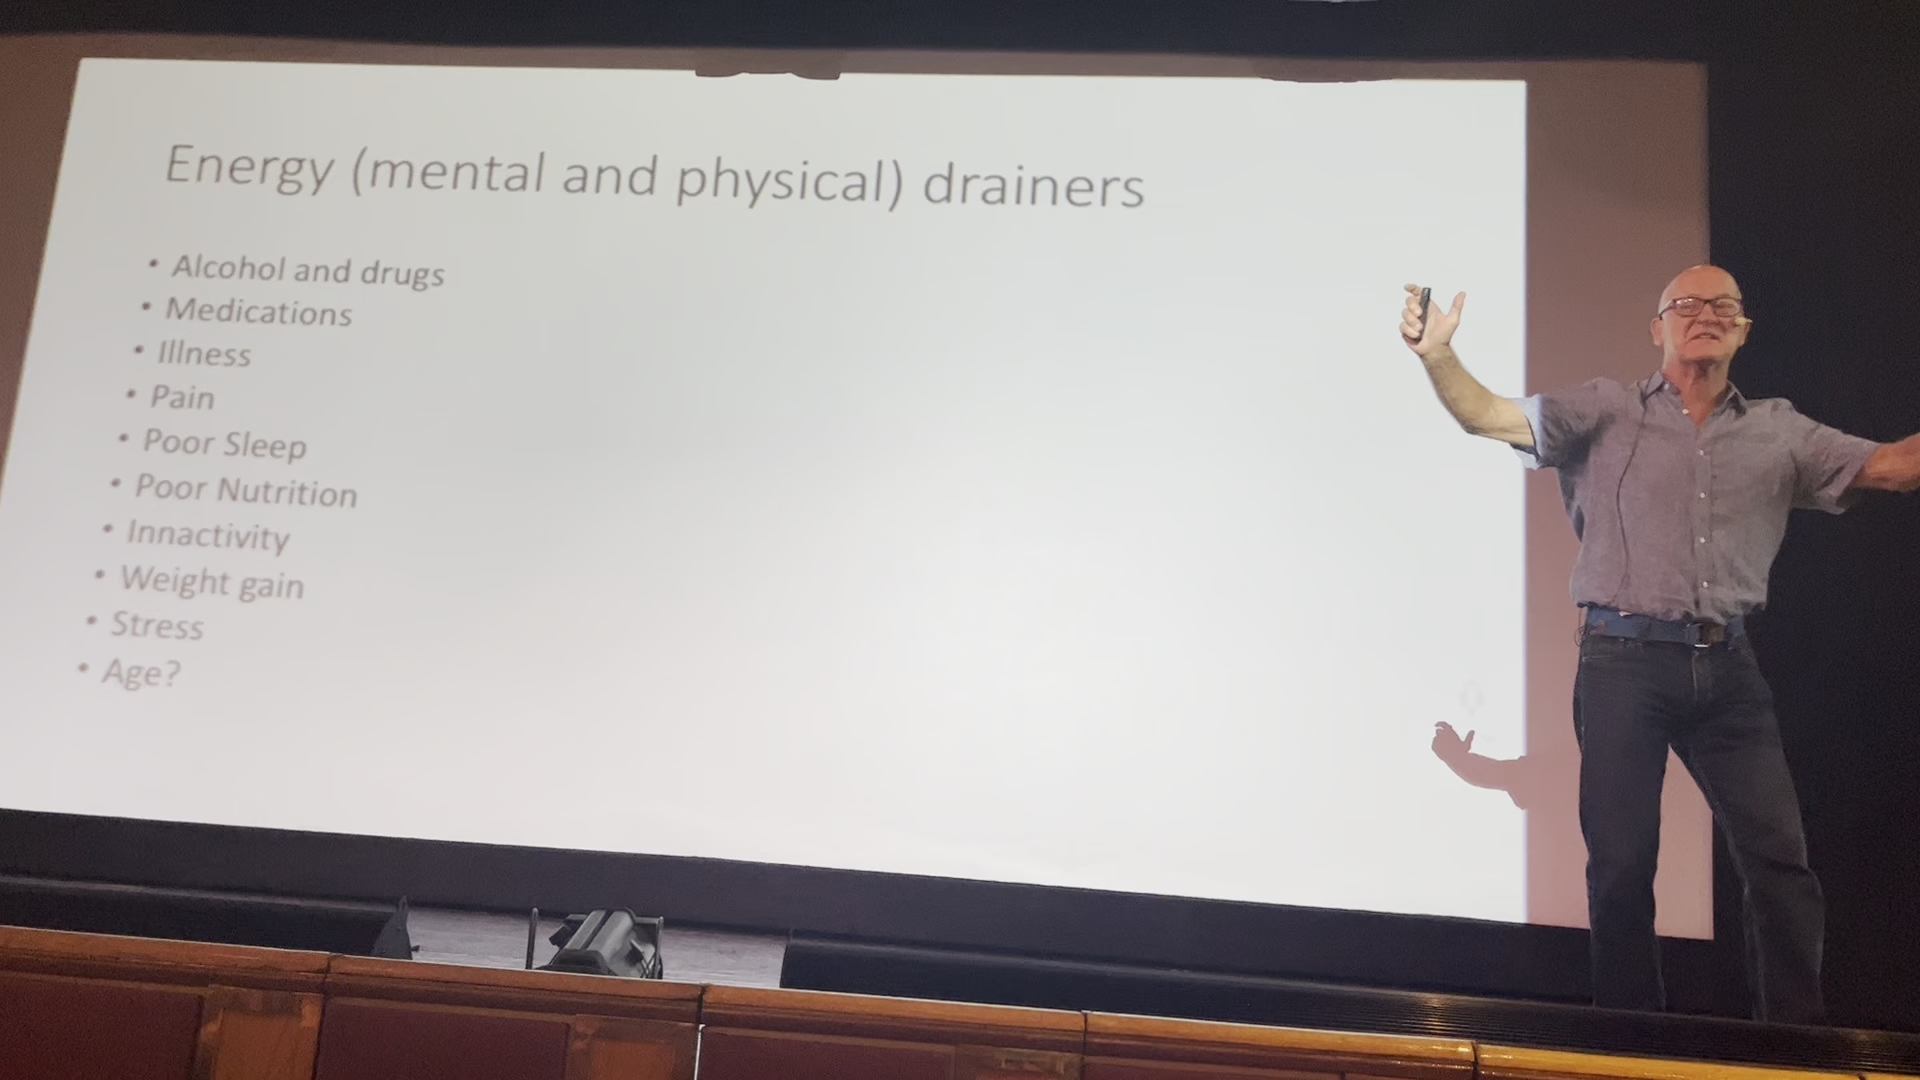 Energy (mental and physical) drainers
• Alcohol and drugs
• Medications
• Illness
• Pain
• Poor Sleep
• Poor Nutrition
• Innactivity
• Weight gain
• Stress
• Age?